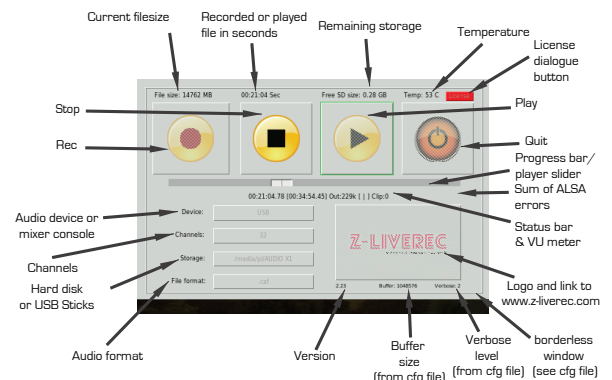 Current filesize
Recorded or played
file in seconds
Remaining storage
Temperature
License
dialogue
button
File size: 14762 MB
00:21:04 Sec
Free SD size: 0.28 GB
Temp: 53 C
Stop
Play
Rec
Quit
Progress bar/
player slider
Sum of ALSA
errors
00:21:04.78 [00:34:54.45] Out:229k [ | ] Clip:0
Status bar
& VU meter
Audio device or
mixer console
Device:
USB
Channels:
32
Channels
Storage:
/media/pi/AUDIO XL
Z-LIVEREC
Hard disk
or USB Sticks
File format:
caf
Logo and link to
www.z-liverec.com
2.23
Buffer: 1048576
Verbose: 2
Audio format
Version
Buffer
size
(from cfg file)
Verbose
level
(from cfg file)
borderless
window
(see cfg file)